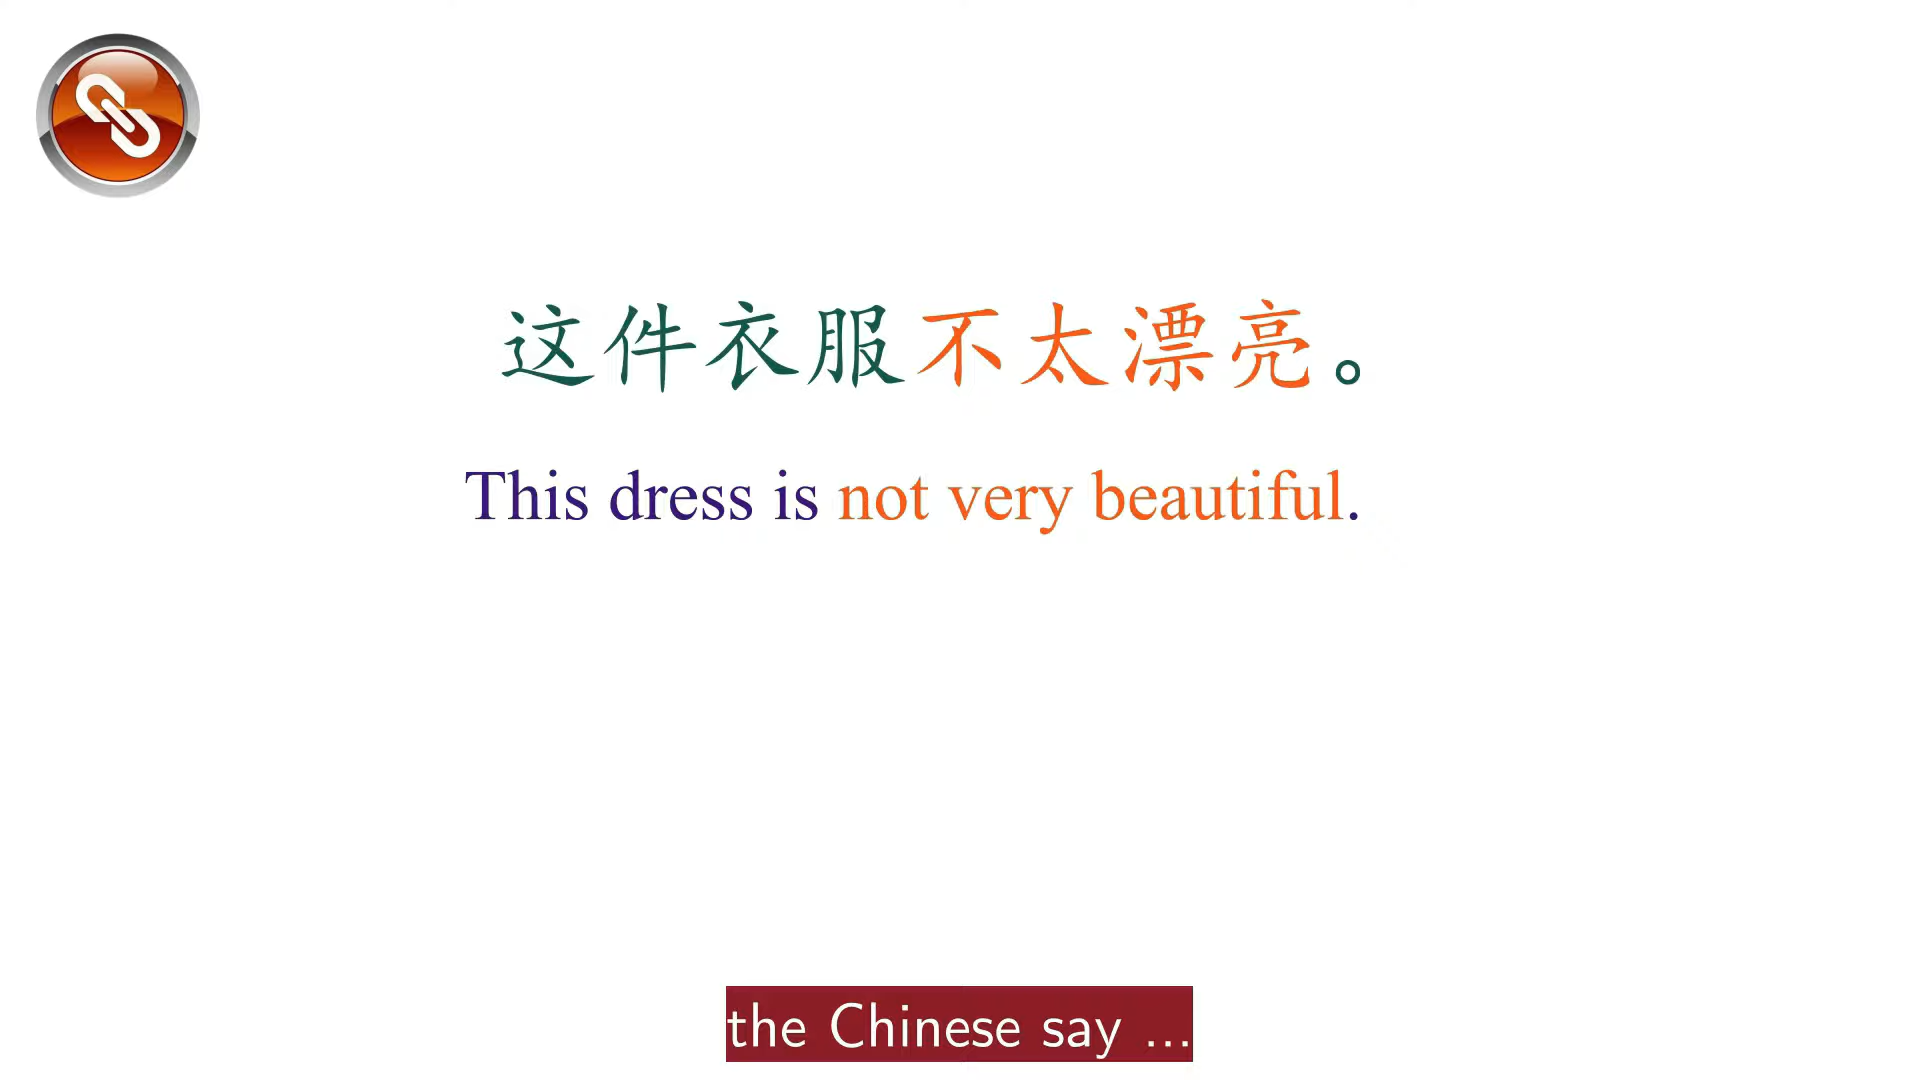 这件衣服不太漂亮。
This dress is not very beautiful.
the Chinese say ...